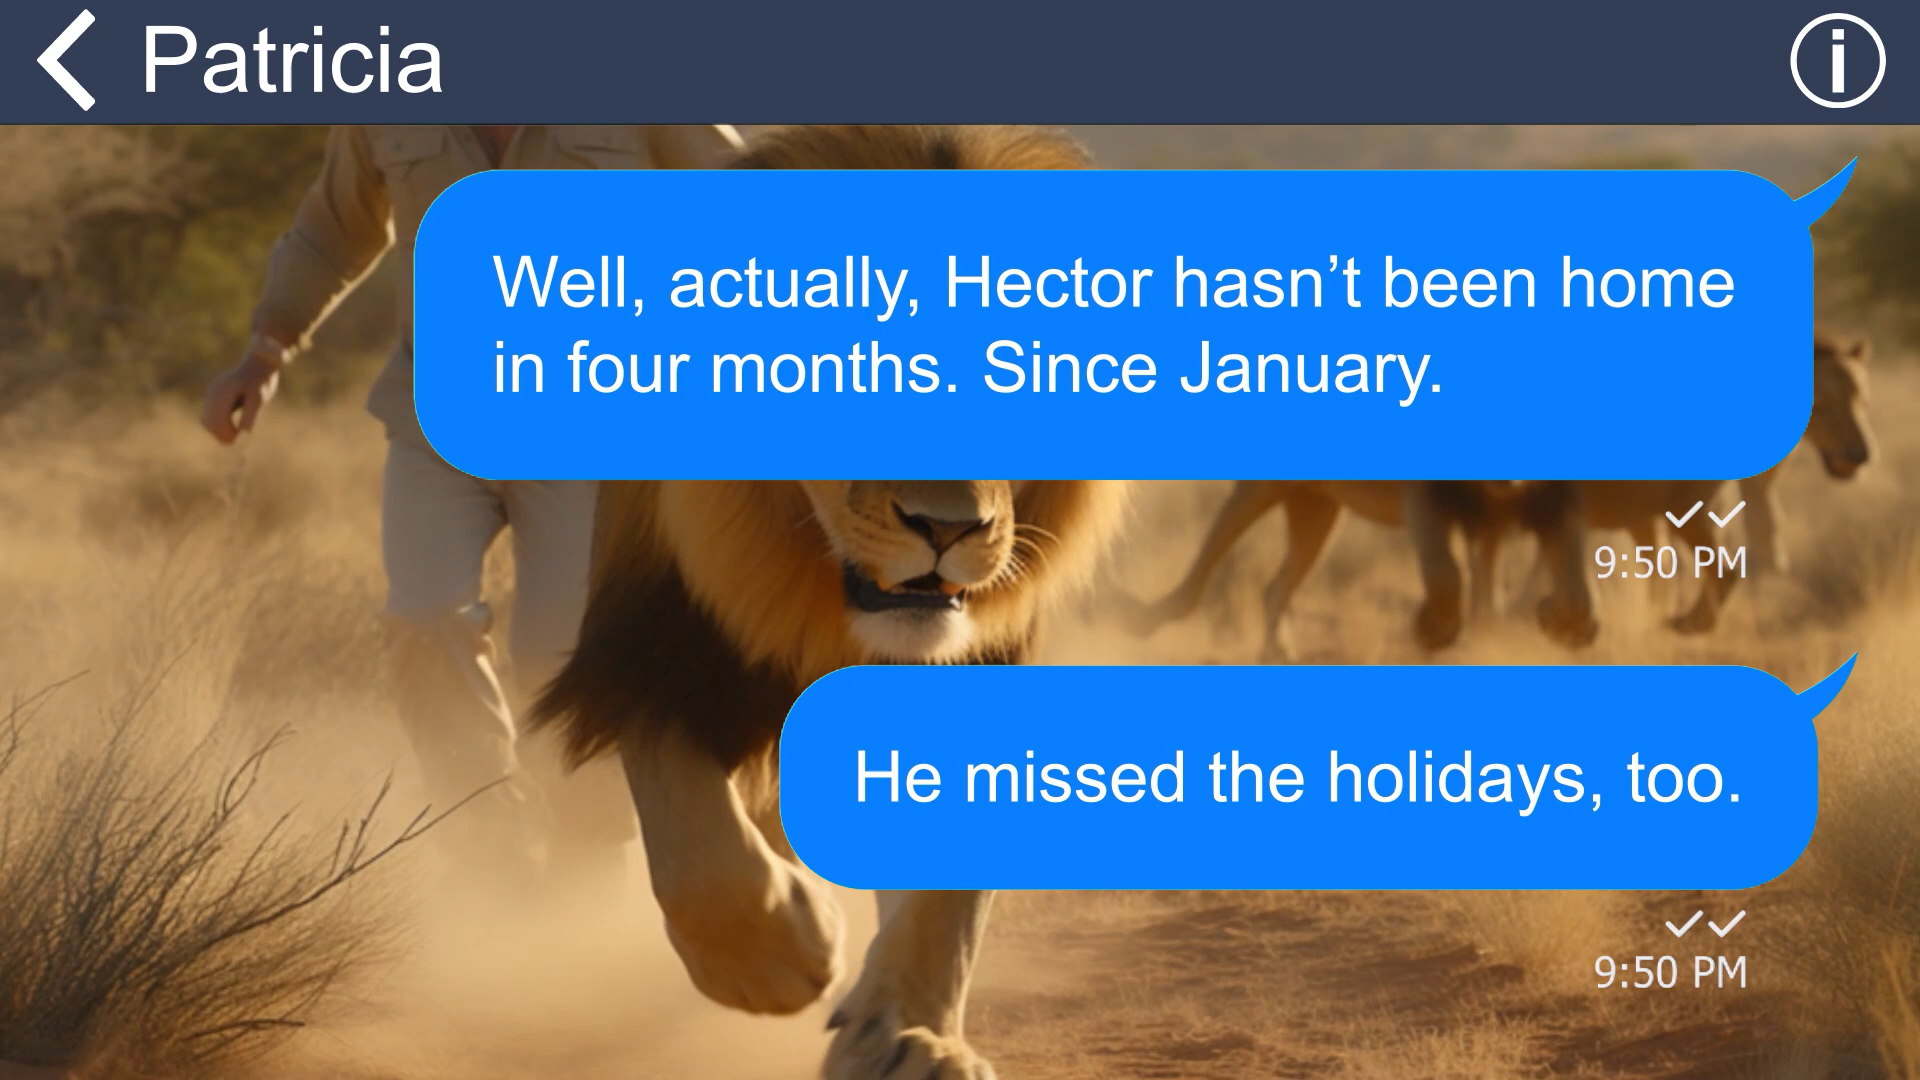 Patricia
Well, actually, Hector hasn’t been home
in four months. Since January.
9:50 PM
He missed the holidays, too.
9:50 PM